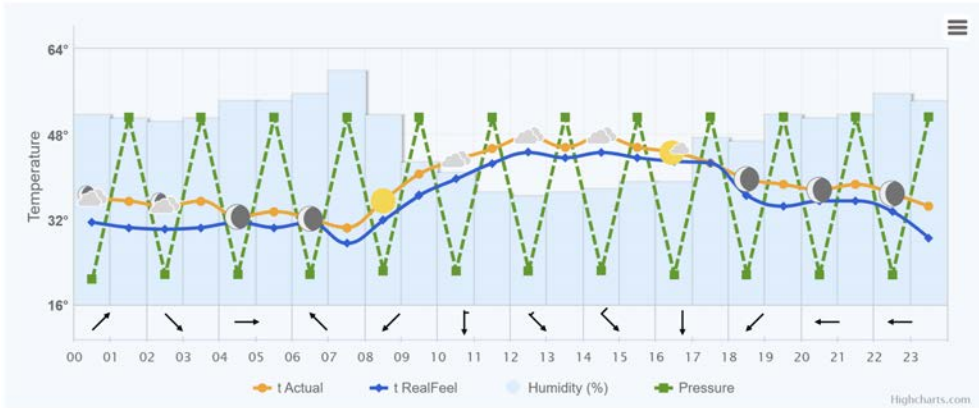 64°
48°
32°
16°
Temperature
00 01 02 03 04 05 06 07 08 09 10 11 12 13 14 15 16 17 18 19 20 21 22 23
t Actual t RealFeel Humidity (%) Pressure
Highcharts.com